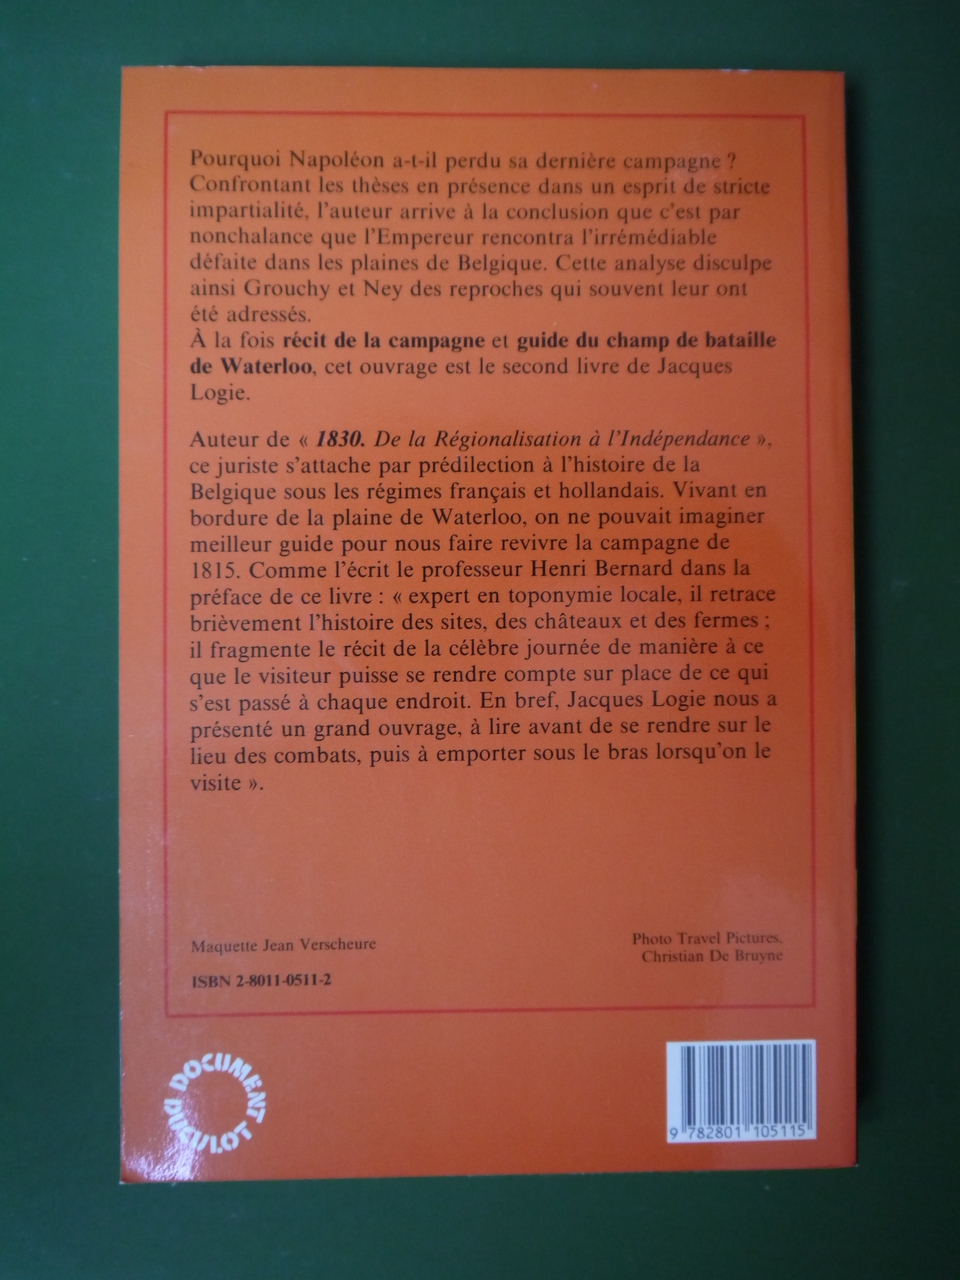 Pourquoi Napoléon a-t-il perdu sa dernière campagne ?
Confrontant les thèses en présence dans un esprit de stricte
impartialité, l'auteur arrive à la conclusion que c'est par
nonchalance que l'Empereur rencontra l'irrémédiable
défaite dans les plaines de Belgique. Cette analyse disculpe
ainsi Grouchy et Ney des reproches qui souvent leur ont
été adressés.
À la fois récit de la campagne et guide du champ de bataille
de Waterloo, cet ouvrage est le second livre de Jacques
Logie.
Auteur de « 1830. De la Régionalisation à l'Indépendance »,
ce juriste s'attache par prédilection à l'histoire de la
Belgique sous les régimes français et hollandais. Vivant en
bordure de la plaine de Waterloo, on ne pouvait imaginer
meilleur guide pour nous faire revivre la campagne de
1815. Comme l'écrit le professeur Henri Bernard dans la
préface de ce livre : « expert en toponymie locale, il retrace
brièvement l'histoire des sites, des châteaux et des fermes ;
il fragmente le récit de la célèbre journée de manière à ce
que le visiteur puisse se rendre compte sur place de ce qui
s'est passé à chaque endroit. En bref, Jacques Logie nous a
présenté un grand ouvrage, à lire avant de se rendre sur le
lieu des combats, puis à emporter sous le bras lorsqu'on le
visite ».
Maquette Jean Verscheure
Photo Travel Pictures.
Christian De Bruyne
ISBN 2-8011-0511-2
DOCUMENT
DUCULOT
9 782801 105115